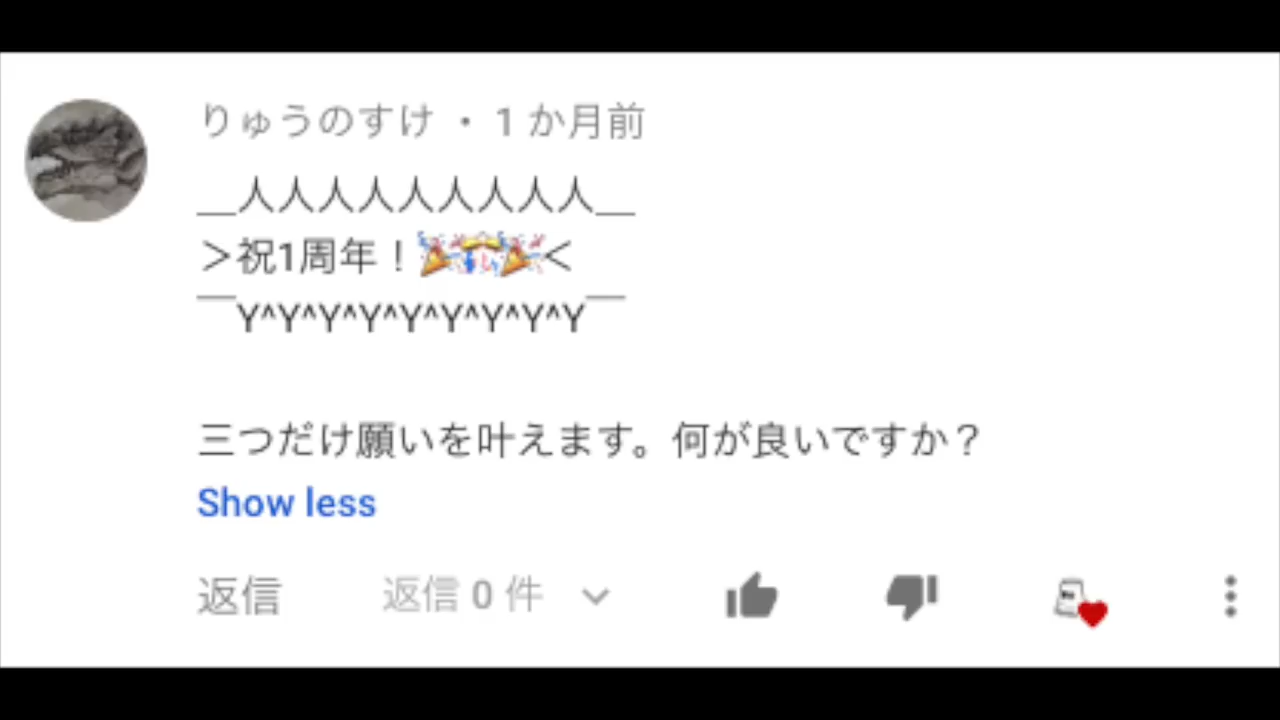 りゅうのすけ・1か月前
＿人人人人人人人人人＿
＞祝1周年！🎉🎊🎉＜
￣Y^Y^Y^Y^Y^Y^Y^Y^Y￣
三つだけ願いを叶えます。何が良いですか？
Show less
返信 返信 0 件